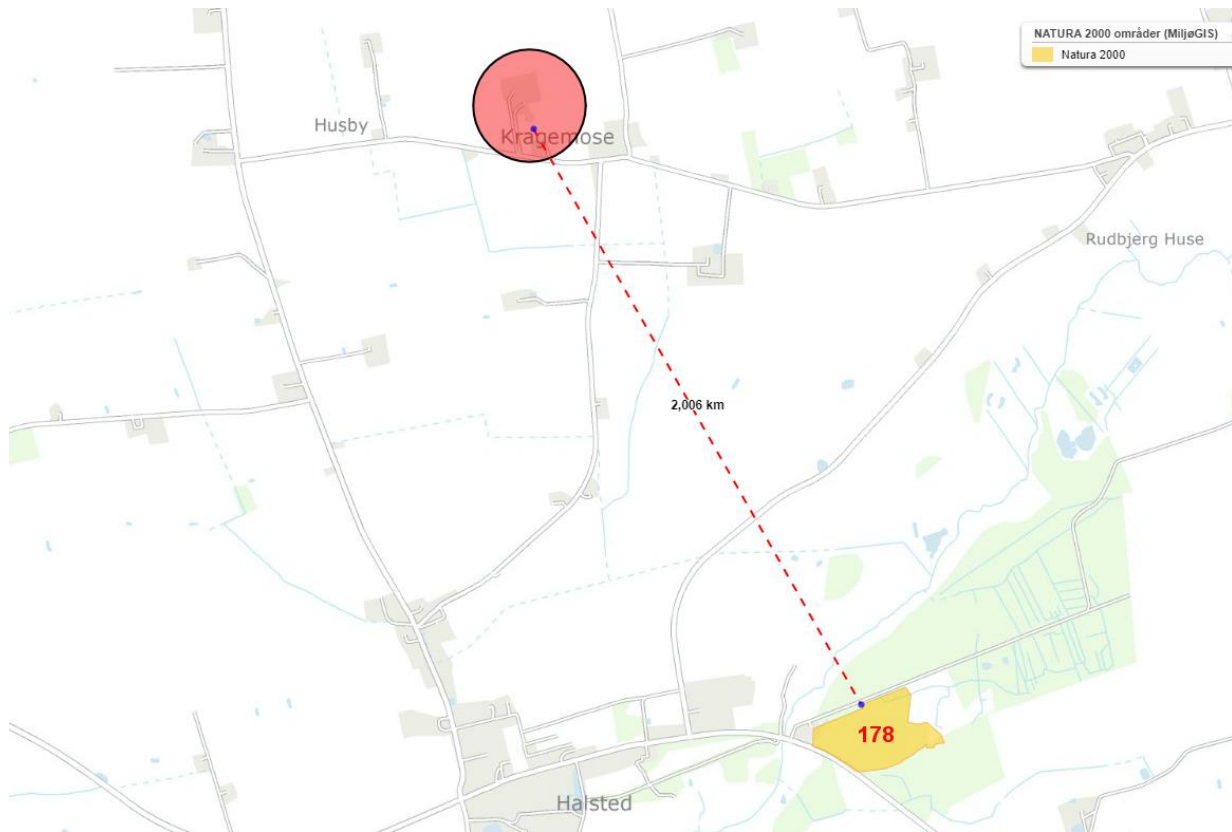 NATURA 2000 områder (MiljøGIS)
Natura 2000
Husby
Kragemose
Rudbjerg Huse
2,006 km
178
Halsted